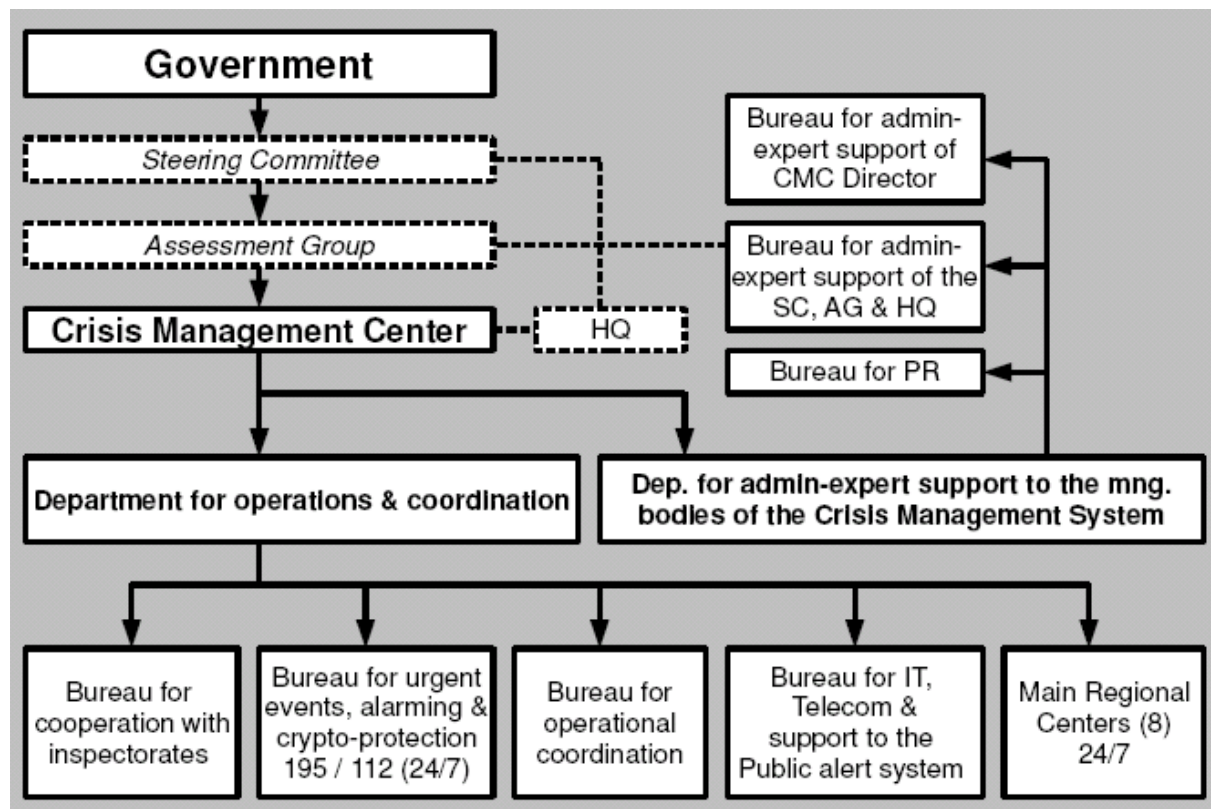 Government
Steering Committee
Assessment Group
Crisis Management Center
HQ
Bureau for admin-
expert support of
CMC Director
Bureau for admin-
expert support of the
SC, AG & HQ
Bureau for PR
Department for operations & coordination
Dep. for admin-expert support to the mng.
bodies of the Crisis Management System
Bureau for
cooperation with
inspectorates
Bureau for urgent
events, alarming &
crypto-protection
195 / 112 (24/7)
Bureau for
operational
coordination
Bureau for IT,
Telecom &
support to the
Public alert system
Main Regional
Centers (8)
24/7